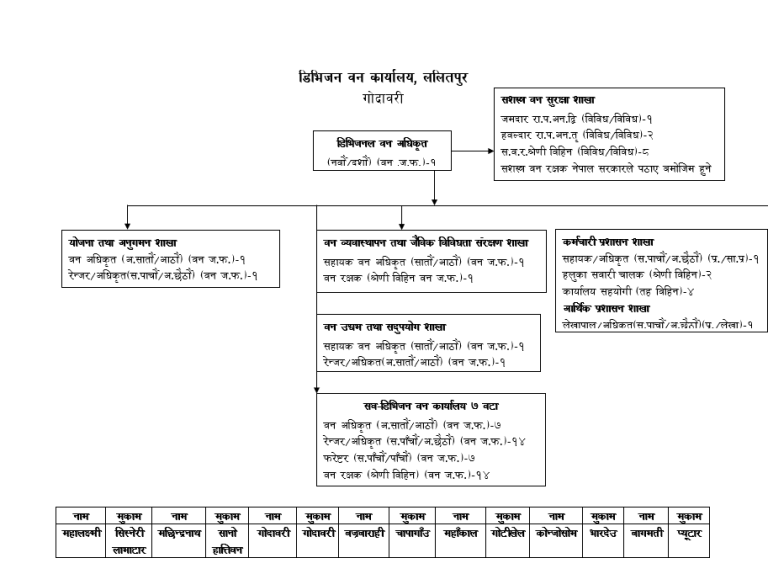 डिभिजन वन कार्यालय, ललितपुर
गोदावरी
सशस्त्र वन सुरक्षा शाखा
जमदार रा.प.अन.द्वि (विविध/विविध)-१
हवल्दार रा.प.अन.तृ (विविध/विविध)-२
स.व.र.श्रेणी विहिन (विविध/विविध)-८
सशस्त्र वन रक्षक नेपाल सरकारले पठाए बमोजिम हुने
डिभिजनल वन अधिकृत
(नवौं/दशौं) (वन .ज.फ.)-१
योजना तथा अनुगमन शाखा
वन अधिकृत (अ.सातौं/आठौं) (वन ज.फ.)-१
रेन्जर/अधिकृत(स.पाचौं/अ.छैठौं) (वन ज.फ.)-१
वन व्यवास्थापन तथा जैविक विविधता संरक्षण शाखा
सहायक वन अधिकृत (सातौं/आठौं) (वन ज.फ.)-१
वन रक्षक (श्रेणी विहिन वन ज.फ.)-१
कर्मचारी प्रशासन शाखा
सहायक/अधिकृत (स.पाचौं/अ.छैठौं) (प्र./सा.प्र)-१
हलुका सवारी चालक (श्रेणी विहिन)-२
कार्यालय सहयोगी (तह विहिन)-४
आर्थिक प्रशासन शाखा
लेखापाल/अधिकृत(स.पाचौं/अ.छैठौं)(प्र./लेखा)-१
वन उद्यम तथा सदुपयोग शाखा
सहायक वन अधिकृत (सातौं/आठौं) (वन ज.फ.)-१
रेन्जर/अधिकृत(अ.सातौं/आठौं) (वन ज.फ.)-१
सव-डिभिजन वन कार्यालय ७ वटा
वन अधिकृत (अ.सातौं/आठौं) (वन ज.फ.)-७
रेन्जर/अधिकृत (स.पाँचौं/अ.छैठौं) (वन ज.फ.)-१४
फरेष्टर (स.पाँचौं/पाँचौं) (वन ज.फ.)-७
वन रक्षक (श्रेणी विहिन) (वन ज.फ.)-१४
नाम मुकाम नाम मुकाम नाम मुकाम नाम मुकाम नाम मुकाम नाम मुकाम नाम मुकाम
महालक्ष्मी सिस्नेरी मछिन्द्रनाथ सानो गोदावरी गोदावरी बज्रबाराही चापागाँउ महाँकाल गोटीखेल कोन्जोसोम भारदेउ बागमती प्यूटार
लामाटार हात्तिवन